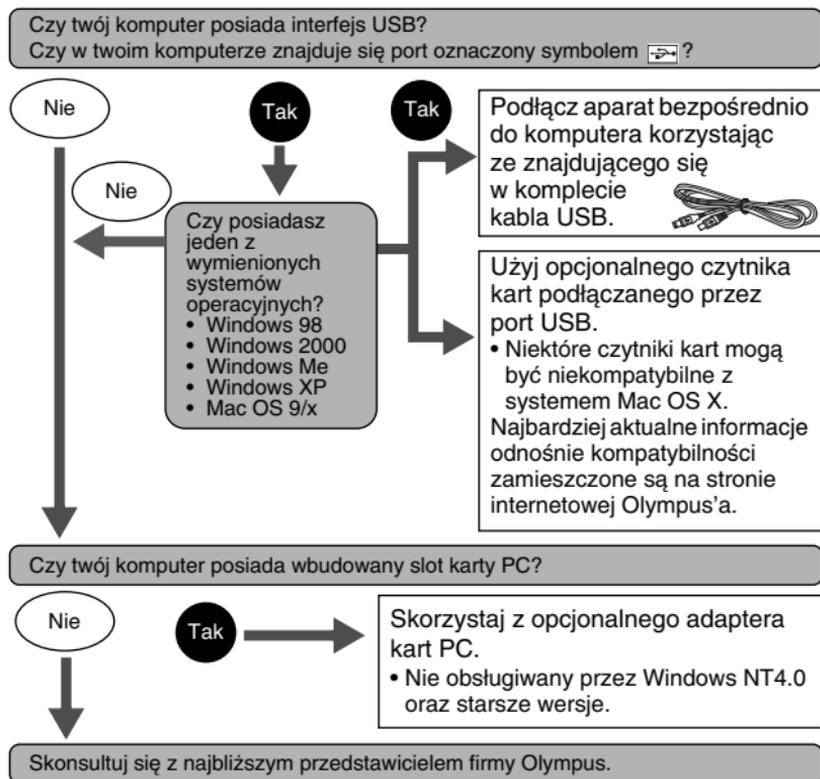 Czy twój komputer posiada interfejs USB?
Czy w twoim komputerze znajduje się port oznaczony symbolem ?
Nie
Tak
Tak
Podłącz aparat bezpośrednio
do komputera korzystając
ze znajdującego się
w komplecie
kabla USB.
Nie
Czy posiadasz
jeden z
wymienionych
systemów
operacyjnych?
• Windows 98
• Windows 2000
• Windows Me
• Windows XP
• Mac OS 9/x
Użyj opcjonalnego czytnika
kart podłączanego przez
port USB.
• Niektóre czytniki kart mogą
być niekompatybilne z
systemem Mac OS X.
Najbardziej aktualne informacje
odnośnie kompatybilności
zamieszczone są na stronie
internetowej Olympus'a.
Czy twój komputer posiada wbudowany slot karty PC?
Nie
Tak
Skorzystaj z opcjonalnego adaptera
kart PC.
• Nie obsługiwany przez Windows NT4.0
oraz starsze wersje.
Skonsultuj się z najbliższym przedstawicielem firmy Olympus.